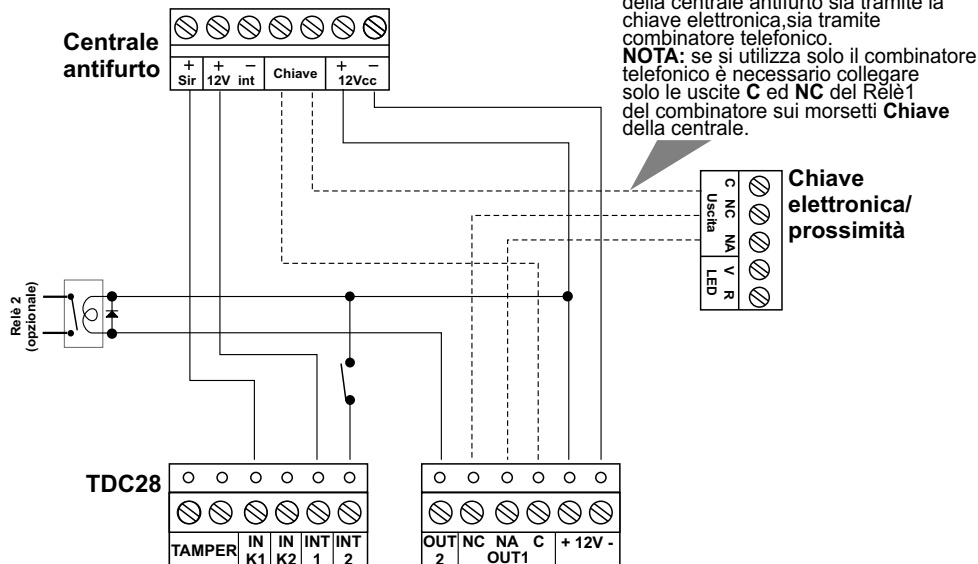 della centrale antifurto sia tramite la
chiave elettronica,sia tramite
combinatore telefonico.
NOTA: se si utilizza solo il combinatore
telefonico è necessario collegare
solo le uscite C ed NC del Relè1
del combinatore sui morsetti Chiave
della centrale.
Centrale
antifurto
+ + − + −
Sir 12V int Chiave 12Vcc
Chiave
elettronica/
prossimità
C NC NA V R
Uscita LED
Relè 2
(opzionale)
TDC28
TAMPER IN K1 IN K2 INT 1 INT 2
OUT 2 NC NA C + 12V -
OUT1